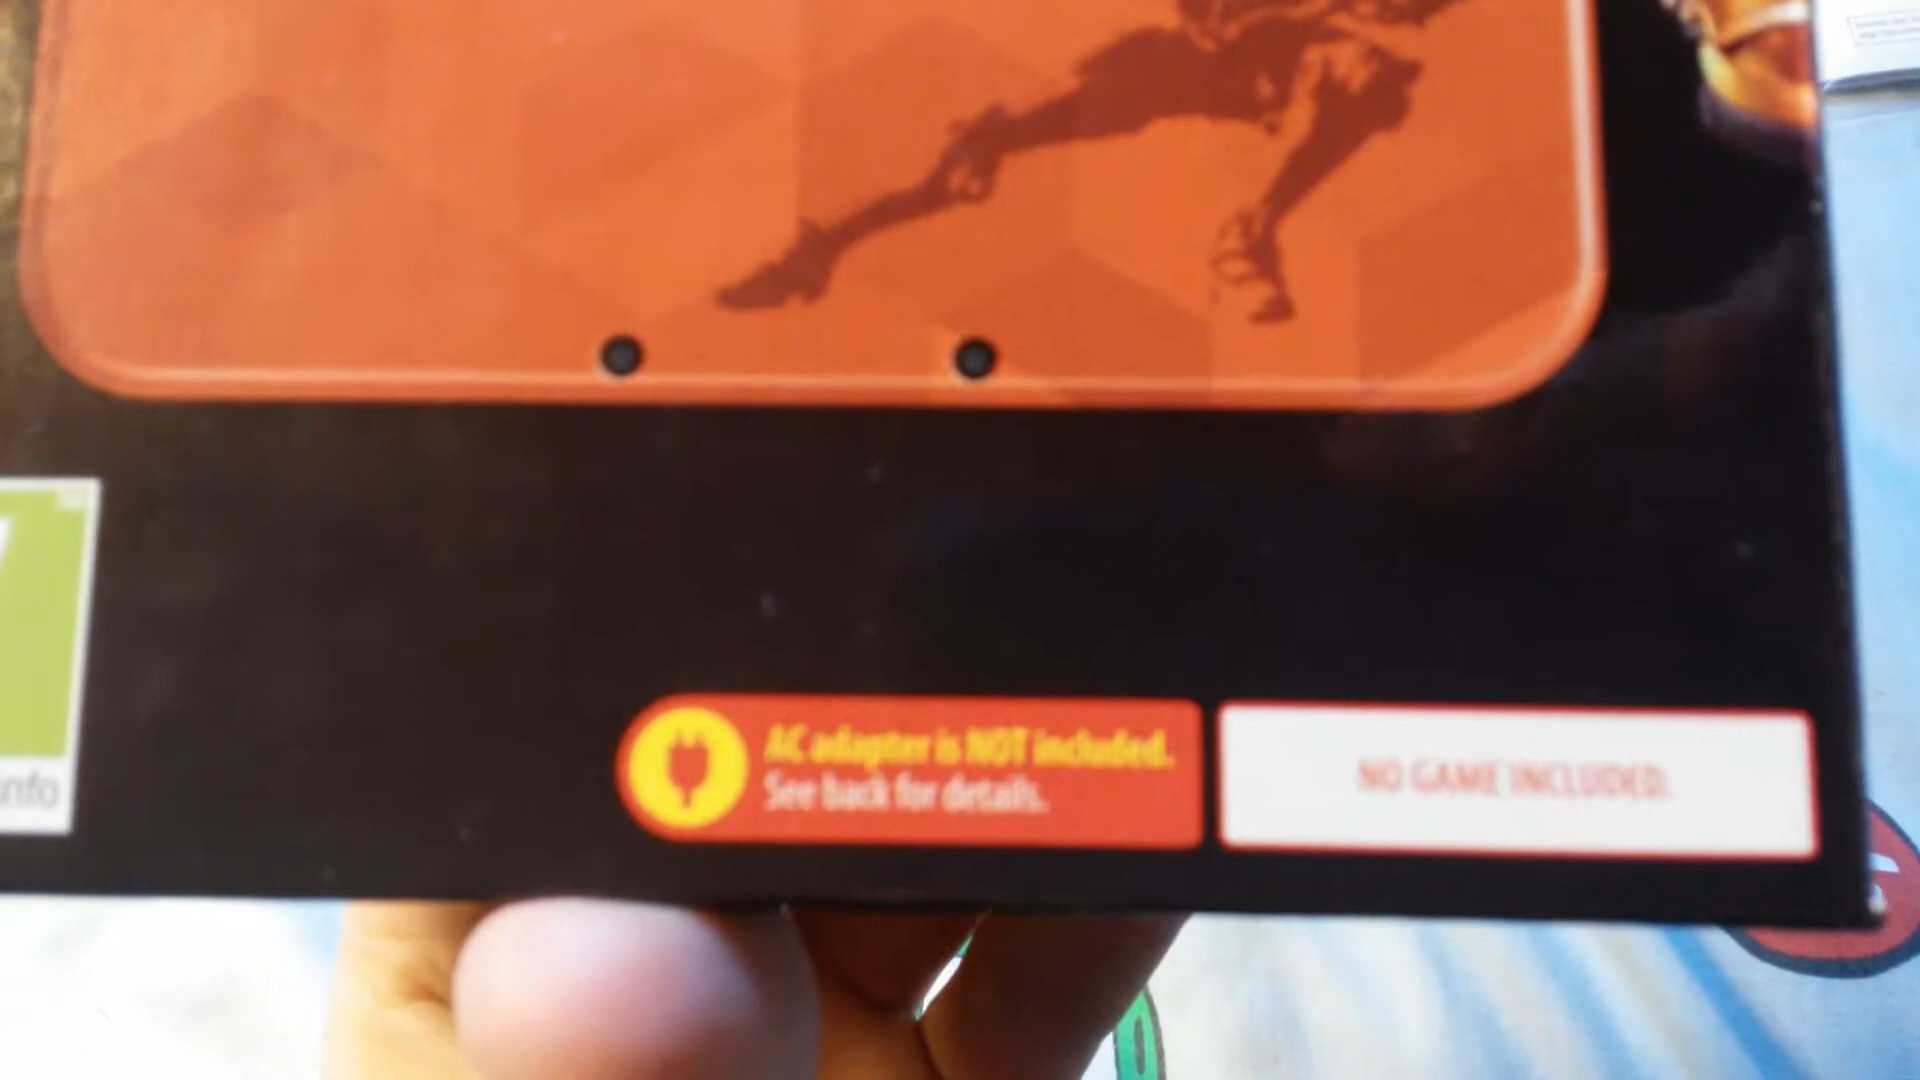 info
AC adapter is NOT included.
See back for details.
NO GAME INCLUDED.